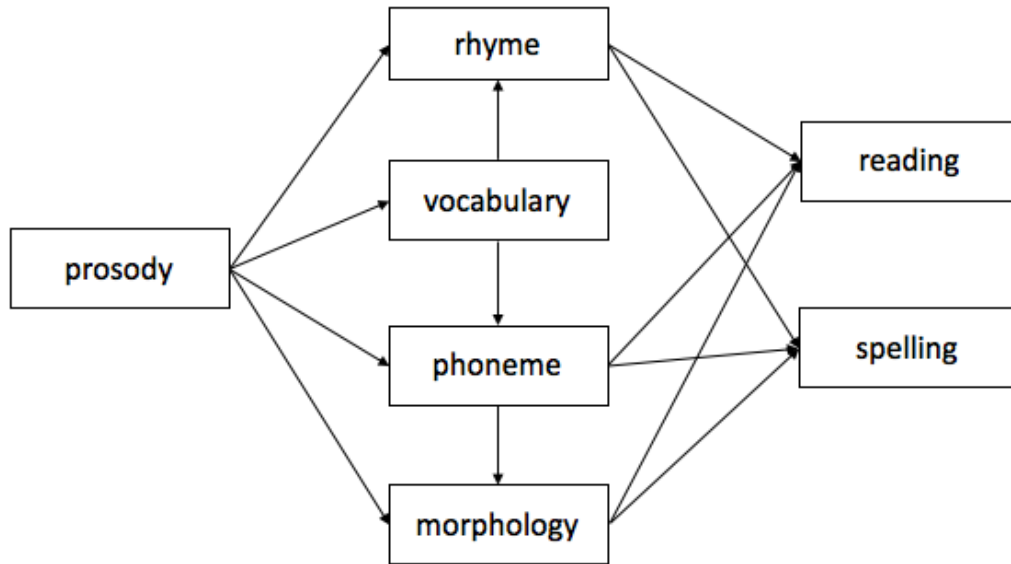 rhyme
reading
vocabulary
prosody
phoneme
spelling
morphology